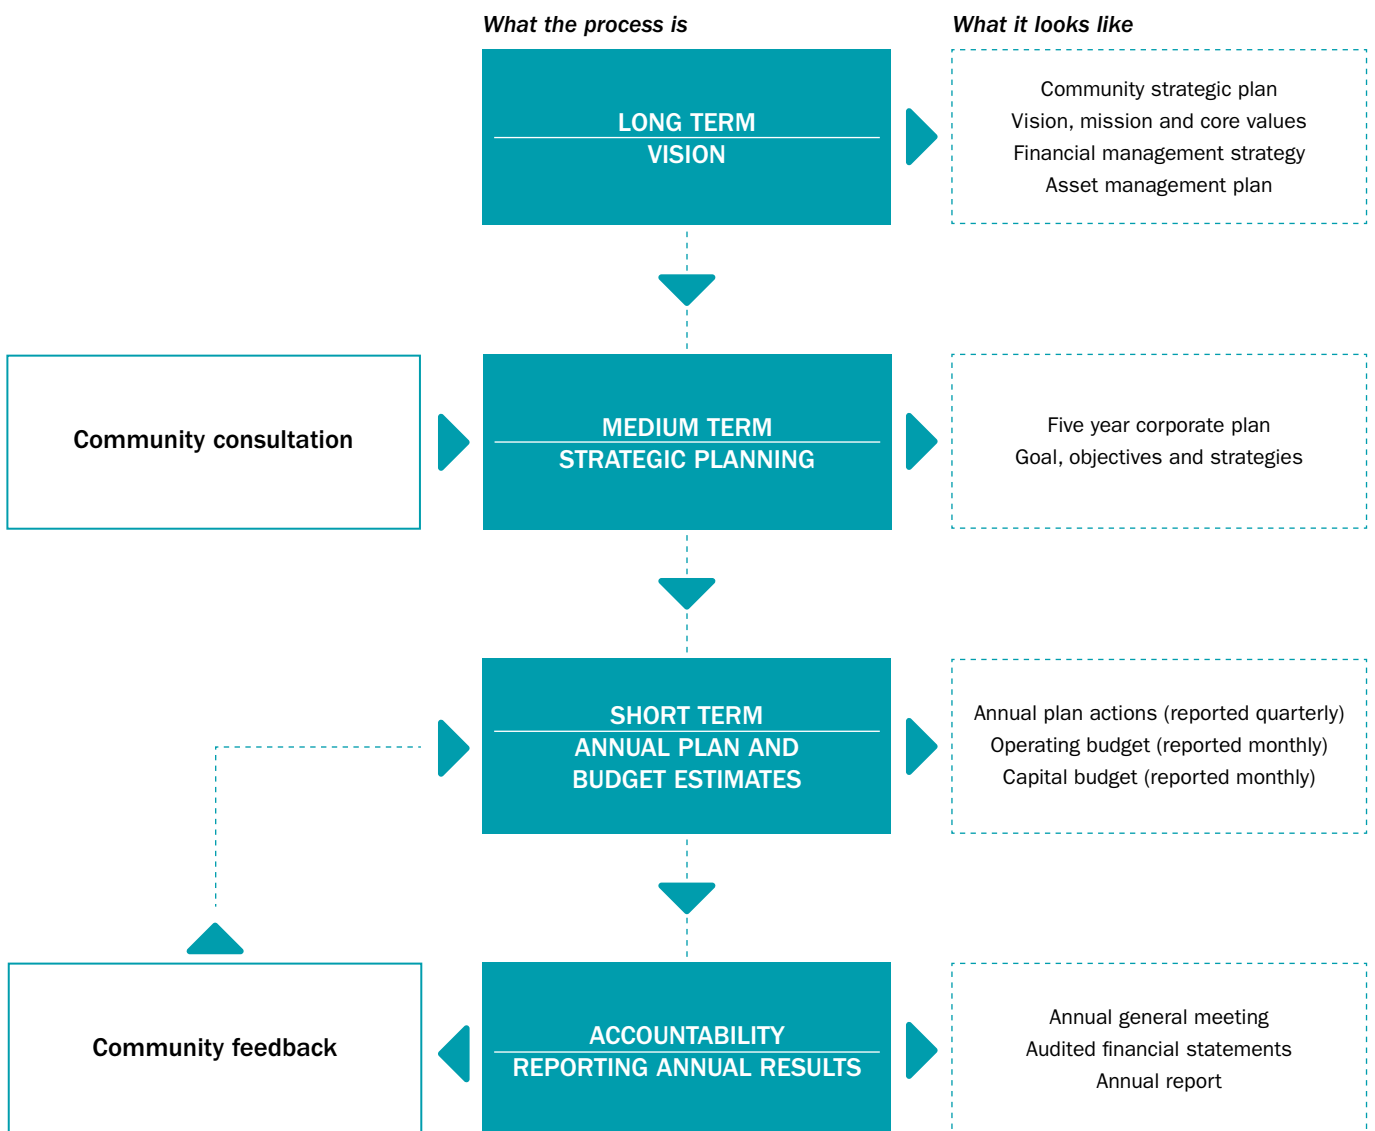 What the process is
What it looks like
LONG TERM
VISION
Community strategic plan
Vision, mission and core values
Financial management strategy
Asset management plan
Community consultation
MEDIUM TERM
STRATEGIC PLANNING
Five year corporate plan
Goal, objectives and strategies
SHORT TERM
ANNUAL PLAN AND
BUDGET ESTIMATES
Annual plan actions (reported quarterly)
Operating budget (reported monthly)
Capital budget (reported monthly)
Community feedback
ACCOUNTABILITY
REPORTING ANNUAL RESULTS
Annual general meeting
Audited financial statements
Annual report